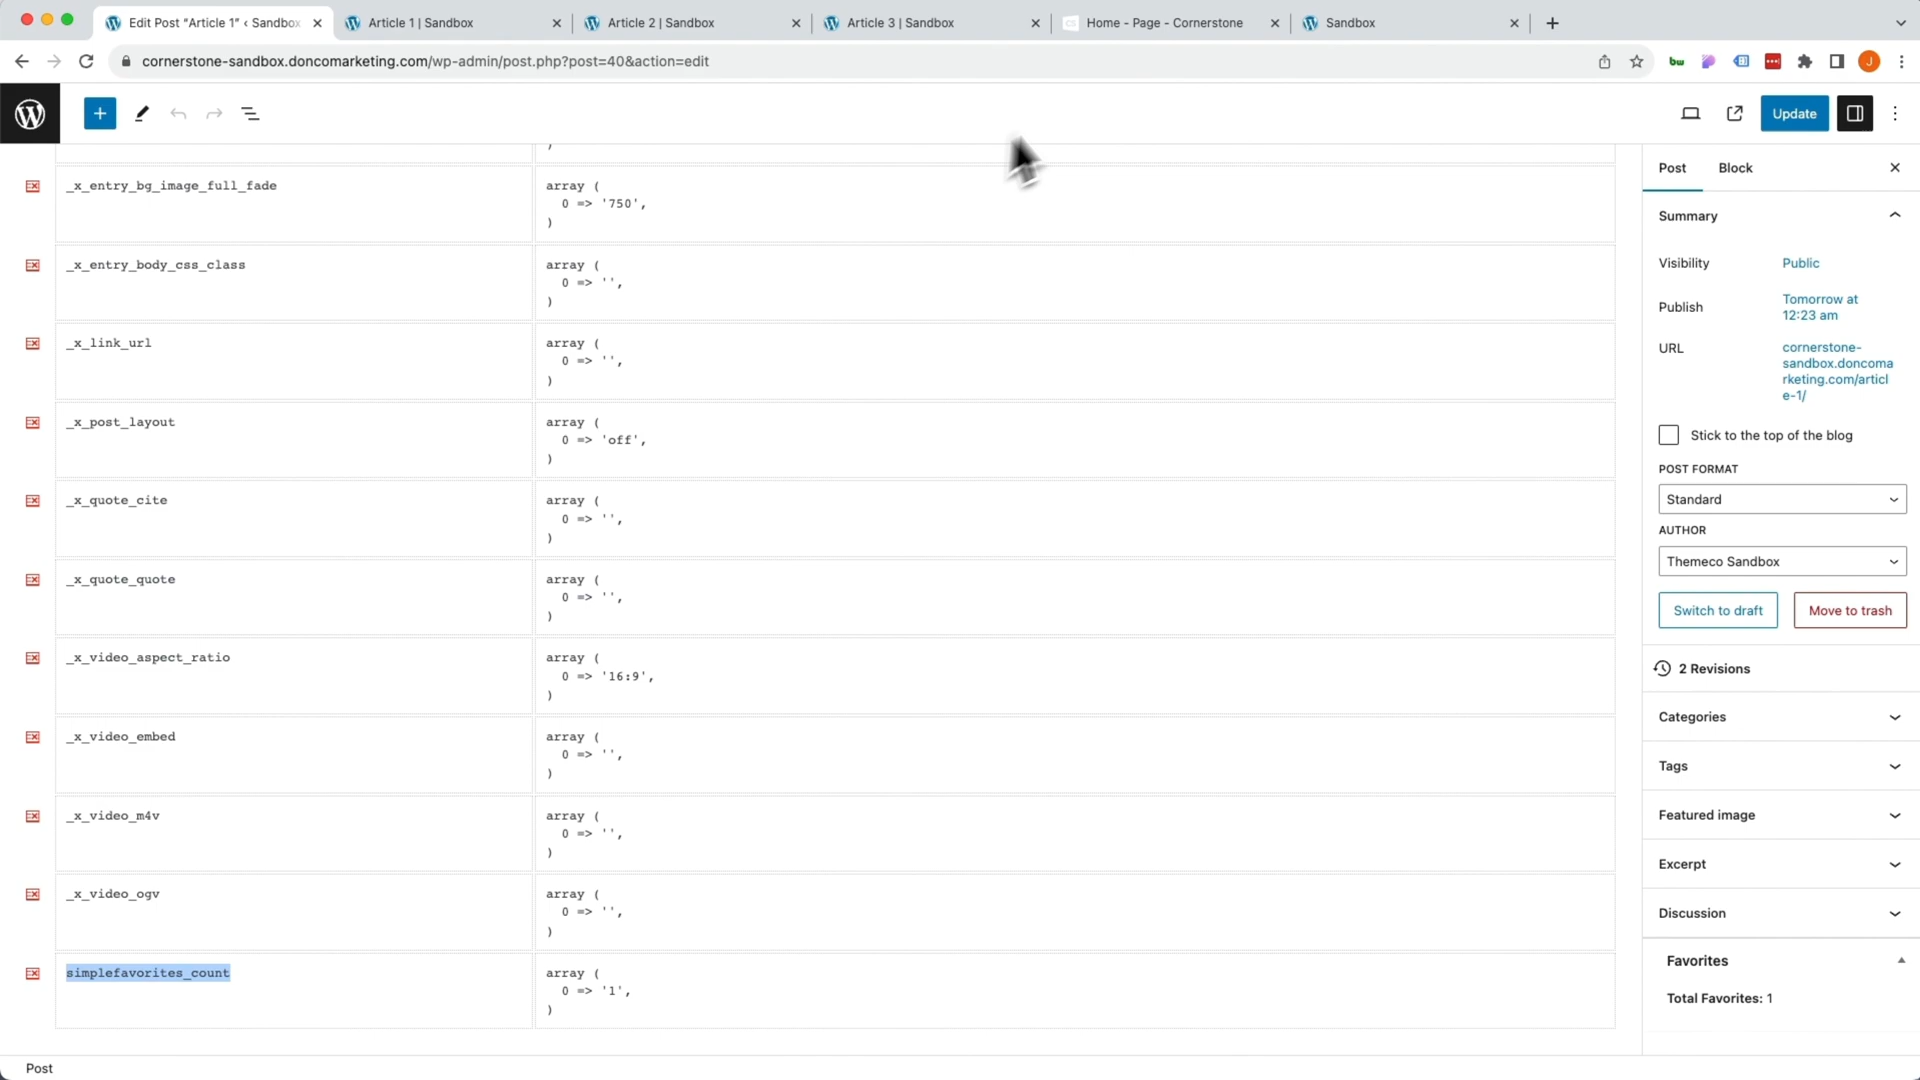 Edit Post “Article 1” ‹ Sandbox
Article 1 | Sandbox
Article 2 | Sandbox
Article 3 | Sandbox
Home - Page - Cornerstone
Sandbox
cornerstone-sandbox.doncomarketing.com/wp-admin/post.php?post=40&action=edit
bw
J
Update
)
_x_entry_bg_image_full_fade
array (
0 => '750',
)
_x_entry_body_css_class
array (
0 => '',
)
_x_link_url
array (
0 => '',
)
_x_post_layout
array (
0 => 'off',
)
_x_quote_cite
array (
0 => '',
)
_x_quote_quote
array (
0 => '',
)
_x_video_aspect_ratio
array (
0 => '16:9',
)
_x_video_embed
array (
0 => '',
)
_x_video_m4v
array (
0 => '',
)
_x_video_ogv
array (
0 => '',
)
simplefavorites_count
array (
0 => '1',
)
Post
Block
Summary
Visibility
Public
Publish
Tomorrow at
12:23 am
URL
cornerstone-
sandbox.doncoma
rketing.com/articl
e-1/
Stick to the top of the blog
POST FORMAT
Standard
AUTHOR
Themeco Sandbox
Switch to draft
Move to trash
2 Revisions
Categories
Tags
Featured image
Excerpt
Discussion
Favorites
Total Favorites: 1
Post